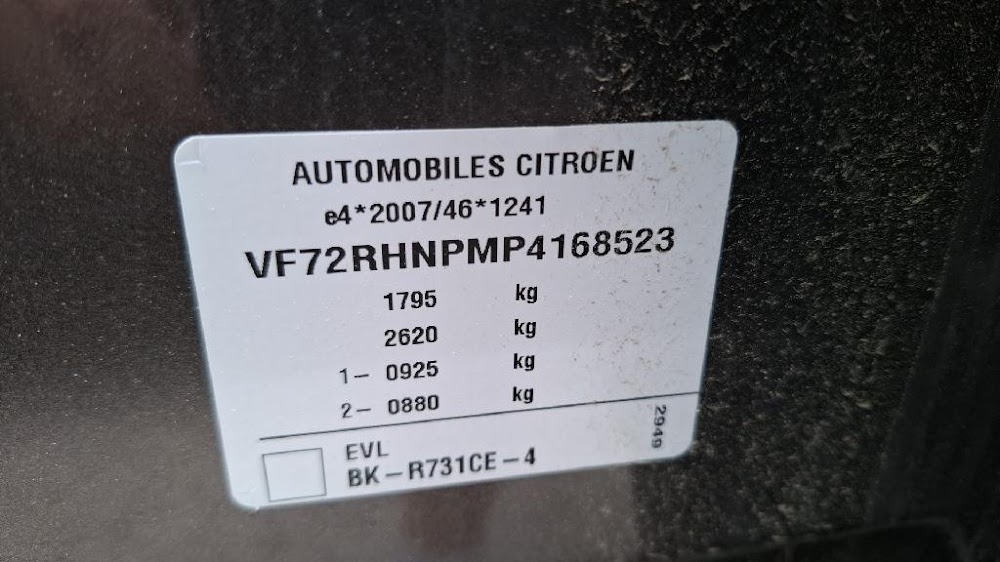 AUTOMOBILES CITROEN
e4*2007/46*1241
VF72RHNPMP4168523
1795 kg
2620 kg
1- 0925 kg
2- 0880 kg
EVL
BK-R731CE-4
2949